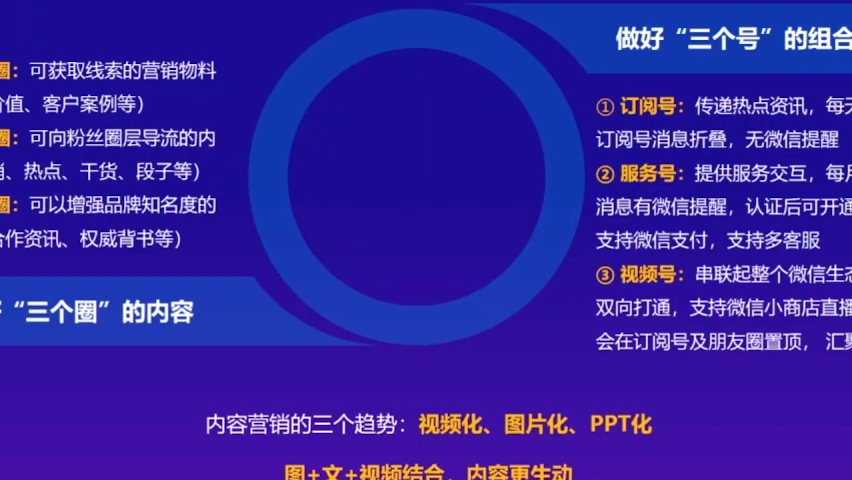 圈：可获取线索的营销物料
价值、客户案例等）
圈：可向粉丝圈层导流的内
、热点、干货、段子等）
圈：可以增强品牌知名度的
合作资讯、权威背书等）
“三个圈”的内容
做好“三个号”的组合
① 订阅号：传递热点资讯，每天
订阅号消息折叠，无微信提醒
② 服务号：提供服务交互，每月
消息有微信提醒，认证后可开通
支持微信支付，支持多客服
③ 视频号：串联起整个微信生态
双向打通，支持微信小商店直播
会在订阅号及朋友圈置顶， 汇聚
内容营销的三个趋势：视频化、图片化、PPT化
图+文+视频结合，内容更生动